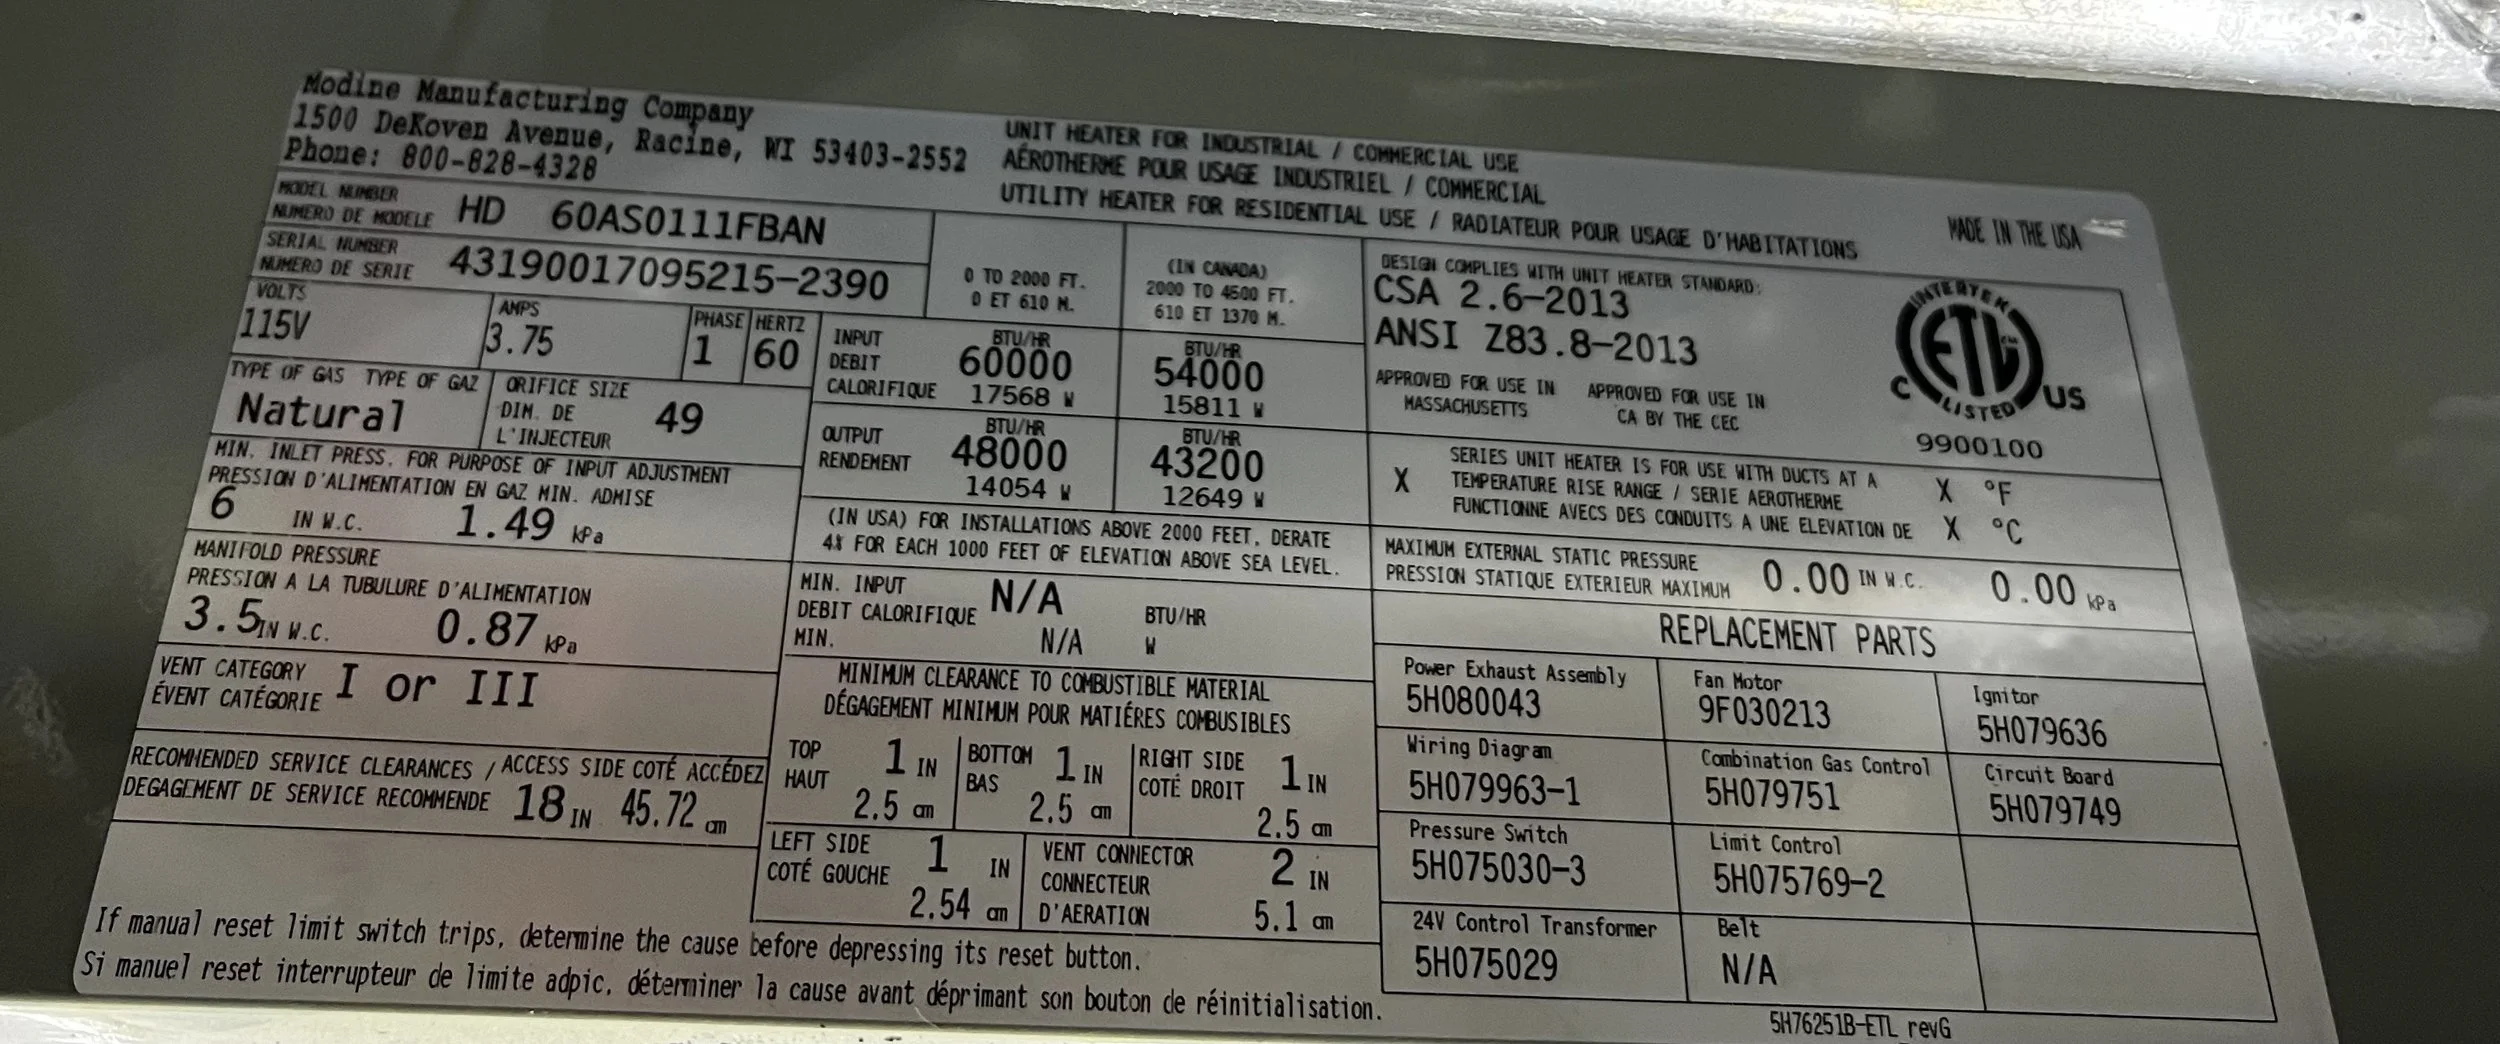 Modine Manufacturing Company
1500 DeKoven Avenue, Racine, WI 53403-2552
Phone: 800-828-4328
UNIT HEATER FOR INDUSTRIAL / COMMERCIAL USE
AÉROTHERME POUR USAGE INDUSTRIEL / COMMERCIAL
UTILITY HEATER FOR RESIDENTIAL USE / RADIATEUR POUR USAGE D'HABITATIONS
MADE IN THE USA
MODEL NUMBER
NUMERO DE MODELE HD 60AS0111FBAN
SERIAL NUMBER
NUMERO DE SERIE 43190017095215-2390
VOLTS
115V
AMPS
3.75
PHASE
1
HERTZ
60
TYPE OF GAS TYPE OF GAZ
Natural
ORIFICE SIZE
DIM. DE
L'INJECTEUR
49
MIN. INLET PRESS. FOR PURPOSE OF INPUT ADJUSTMENT
PRESSION D'ALIMENTATION EN GAZ MIN. ADMISE
6 IN W.C. 1.49 kPa
MANIFOLD PRESSURE
PRESSION A LA TUBULURE D'ALIMENTATION
3.5 IN W.C. 0.87 kPa
VENT CATEGORY
ÉVENT CATÉGORIE I or III
RECOMMENDED SERVICE CLEARANCES / ACCESS SIDE COTÉ ACCÉDEZ
DEGAGEMENT DE SERVICE RECOMMENDE 18 IN 45.72 cm
0 TO 2000 FT.
0 ET 610 M.
(IN CANADA)
2000 TO 4500 FT.
610 ET 1370 M.
INPUT
DEBIT
CALORIFIQUE
BTU/HR
60000
17568 W
BTU/HR
54000
15811 W
OUTPUT
RENDEMENT
BTU/HR
48000
14054 W
BTU/HR
43200
12649 W
(IN USA) FOR INSTALLATIONS ABOVE 2000 FEET, DERATE
4% FOR EACH 1000 FEET OF ELEVATION ABOVE SEA LEVEL.
MIN. INPUT
DEBIT CALORIFIQUE
MIN.
N/A BTU/HR
N/A W
MINIMUM CLEARANCE TO COMBUSTIBLE MATERIAL
DÉGAGEMENT MINIMUM POUR MATIÉRES COMBUSIBLES
TOP
HAUT
1 IN
2.5 cm
BOTTOM
BAS
1 IN
2.5 cm
RIGHT SIDE
COTÉ DROIT
1 IN
2.5 cm
LEFT SIDE
COTÉ GOUCHE
1 IN
2.54 cm
VENT CONNECTOR
CONNECTEUR
D'AERATION
2 IN
5.1 cm
DESIGN COMPLIES WITH UNIT HEATER STANDARD:
CSA 2.6-2013
ANSI Z83.8-2013
APPROVED FOR USE IN
MASSACHUSETTS
APPROVED FOR USE IN
CA BY THE CEC
INTERTEK
ETL
CM
C US
LISTED
9900100
X
SERIES UNIT HEATER IS FOR USE WITH DUCTS AT A
TEMPERATURE RISE RANGE / SERIE AEROTHERME
FUNCTIONNE AVECS DES CONDUITS A UNE ELEVATION DE
X °F
X °C
MAXIMUM EXTERNAL STATIC PRESSURE
PRESSION STATIQUE EXTERIEUR MAXIMUM
0.00 IN W.C. 0.00 kPa
REPLACEMENT PARTS
Power Exhaust Assembly
5H080043
Fan Motor
9F030213
Ignitor
5H079636
Wiring Diagram
5H079963-1
Combination Gas Control
5H079751
Circuit Board
5H079749
Pressure Switch
5H075030-3
Limit Control
5H075769-2
24V Control Transformer
5H075029
Belt
N/A
If manual reset limit switch trips, determine the cause before depressing its reset button.
Si manuel reset interrupteur de limite adpic, déterminer la cause avant déprimant son bouton de réinitialisation.
5H76251B-ETL revG